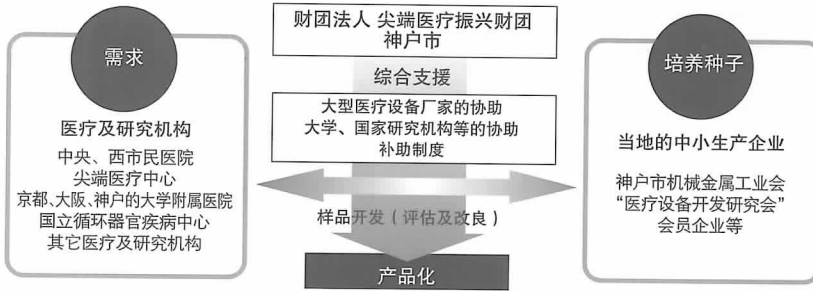 需求
医疗及研究机构
中央、西市民医院
尖端医疗中心
京都、大阪、神户的大学附属医院
国立循环器官疾病中心
其它医疗及研究机构
财团法人 尖端医疗振兴财团
神户市
综合支援
大型医疗设备厂家的协助
大学、国家研究机构等的协助
补助制度
样品开发（评估及改良）
产品化
培养种子
当地的中小生产企业
神户市机械金属工业会
“医疗设备开发研究会”
会员企业等